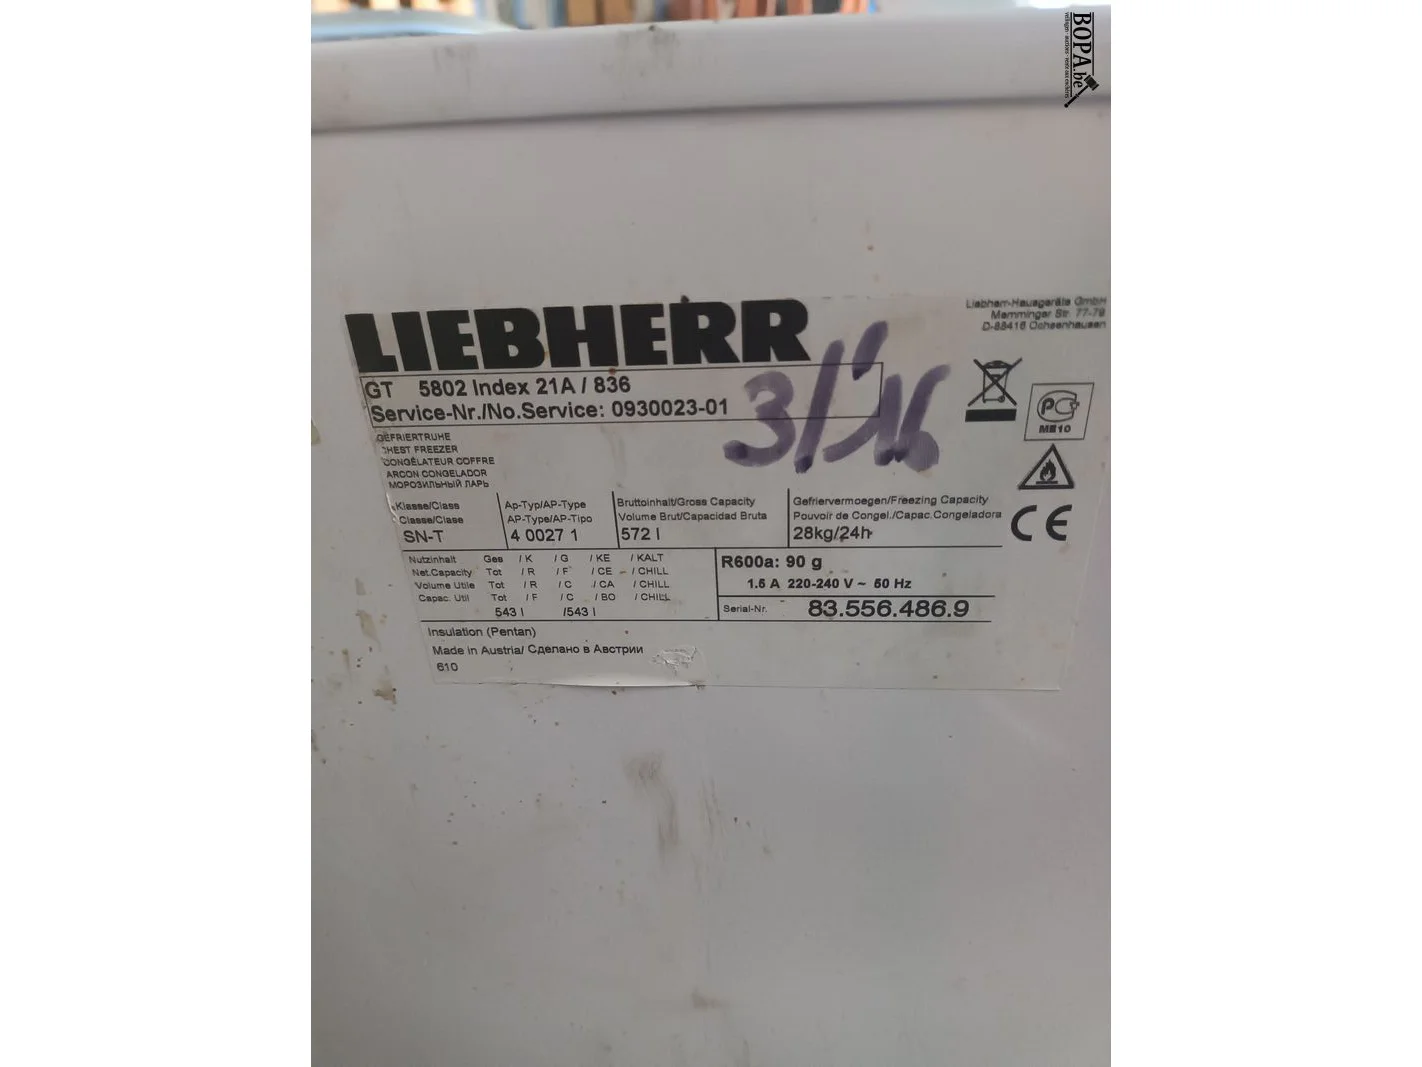 BOPA.be
LIEBHERR
Liebherr-Hausgeräte GmbH
Memminger Str. 77-79
D-88416 Ochsenhausen
GT 5802 Index 21A / 836
Service-Nr./No.Service: 0930023-01
3/
GEFRIERTRUHE
CHEST FREEZER
CONGÉLATEUR COFFRE
ARCON CONGELADOR
МОРОЗИЛЬНЫЙ ЛАРЬ
РС
ME10
Klasse/Class
Classe/Clase
SN-T
Ap-Typ/AP-Type
AP-Type/AP-Tipo
4 0027 1
Bruttoinhalt/Gross Capacity
Volume Brut/Capacidad Bruta
572 l
Gefriervermoegen/Freezing Capacity
Pouvoir de Congel./Capac.Congeladora
28kg/24h
CE
Nutzinhalt Ges / K / G / KE / KALT
Net.Capacity Tot / R / F / CE / CHILL
Volume Utile Tot / R / C / CA / CHILL
Capac. Util Tot / F / C / BO / CHILL
543 l /543 l
R600a: 90 g
1.5 A 220-240 V ~ 50 Hz
Serial-Nr. 83.556.486.9
Insulation (Pentan)
Made in Austria/ Сделано в Австрии
610